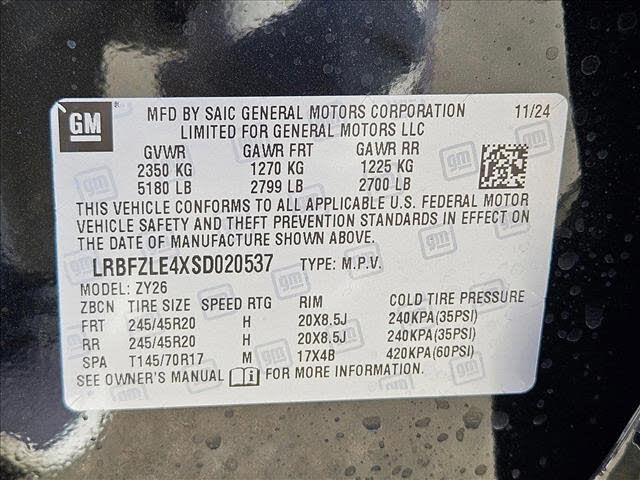 GM
MFD BY SAIC GENERAL MOTORS CORPORATION 11/24
LIMITED FOR GENERAL MOTORS LLC
GVWR GAWR FRT GAWR RR
2350 KG 1270 KG 1225 KG
5180 LB 2799 LB 2700 LB
THIS VEHICLE CONFORMS TO ALL APPLICABLE U.S. FEDERAL MOTOR
VEHICLE SAFETY AND THEFT PREVENTION STANDARDS IN EFFECT ON
THE DATE OF MANUFACTURE SHOWN ABOVE.
LRBFZLE4XSD020537 TYPE: M.P.V.
MODEL: ZY26
ZBCN TIRE SIZE SPEED RTG RIM COLD TIRE PRESSURE
FRT 245/45R20 H 20X8.5J 240KPA(35PSI)
RR 245/45R20 H 20X8.5J 240KPA(35PSI)
SPA T145/70R17 M 17X4B 420KPA(60PSI)
SEE OWNER'S MANUAL FOR MORE INFORMATION.